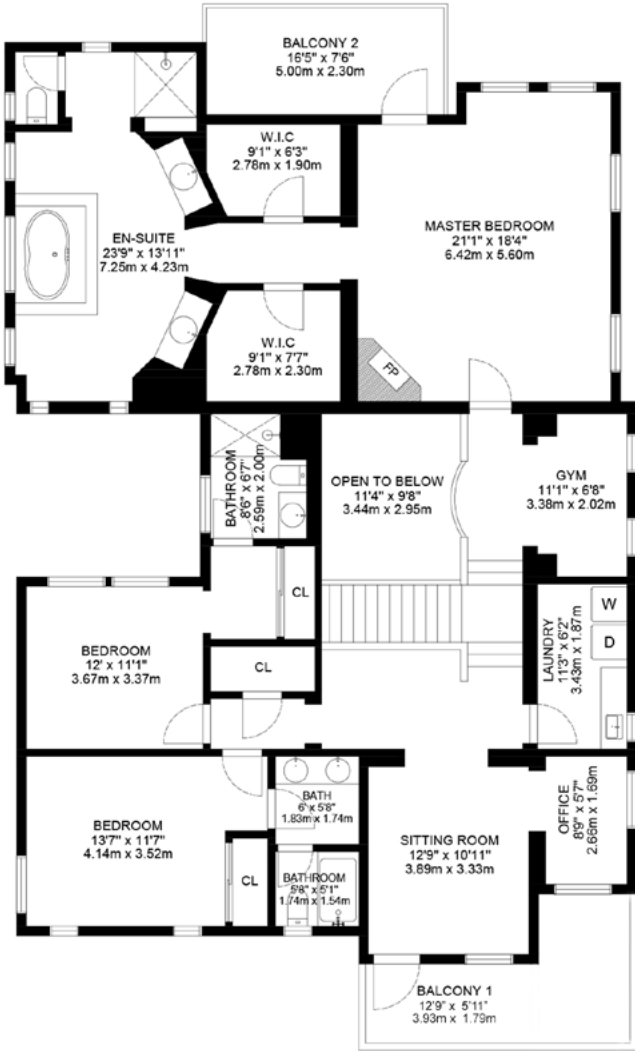 BALCONY 2
16'5" x 7'6"
5.00m x 2.30m
W.I.C
9'1" x 6'3"
2.78m x 1.90m
EN-SUITE
23'9" x 13'11"
7.25m x 4.23m
MASTER BEDROOM
21'1" x 18'4"
6.42m x 5.60m
W.I.C
9'1" x 7'7"
2.78m x 2.30m
FP
BATHROOM
8'6" x 6'7"
2.59m x 2.00m
OPEN TO BELOW
11'4" x 9'8"
3.44m x 2.95m
GYM
11'1" x 6'8"
3.38m x 2.02m
CL
W
D
LAUNDRY
11'3" x 6'2"
3.43m x 1.87m
BEDROOM
12' x 11'1"
3.67m x 3.37m
CL
BATH
6' x 5'8"
1.83m x 1.74m
BEDROOM
13'7" x 11'7"
4.14m x 3.52m
CL
BATHROOM
5'8" x 5'1"
1.74m x 1.54m
SITTING ROOM
12'9" x 10'11"
3.89m x 3.33m
OFFICE
8'9" x 5'7"
2.66m x 1.69m
BALCONY 1
12'9" x 5'11"
3.93m x 1.79m